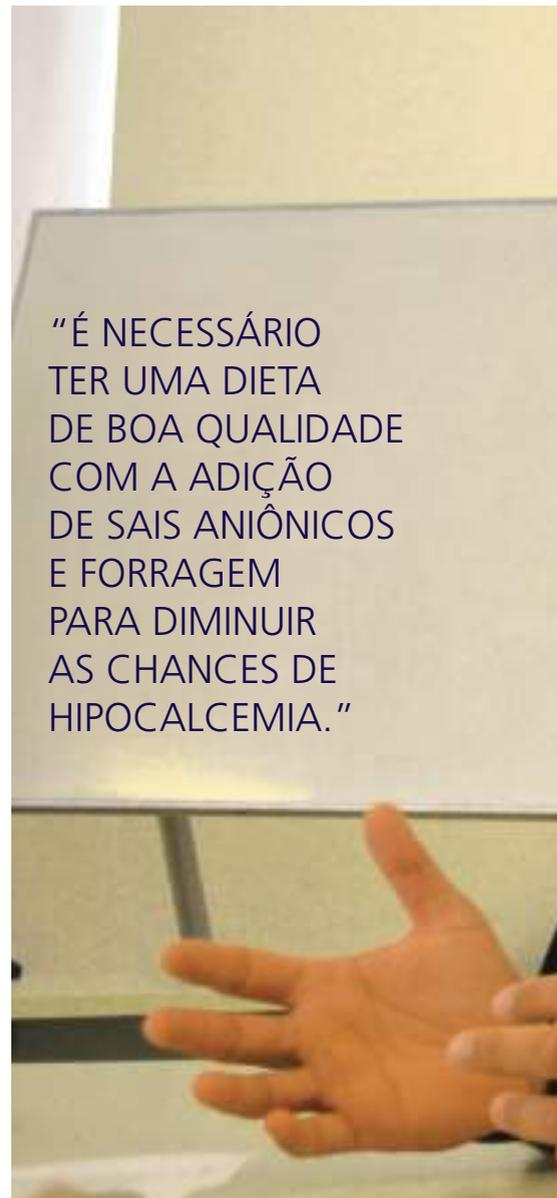 “É NECESSÁRIO
TER UMA DIETA
DE BOA QUALIDADE
COM A ADIÇÃO
DE SAIS ANIÔNICOS
E FORRAGEM
PARA DIMINUIR
AS CHANCES DE
HIPOCALCEMIA.”